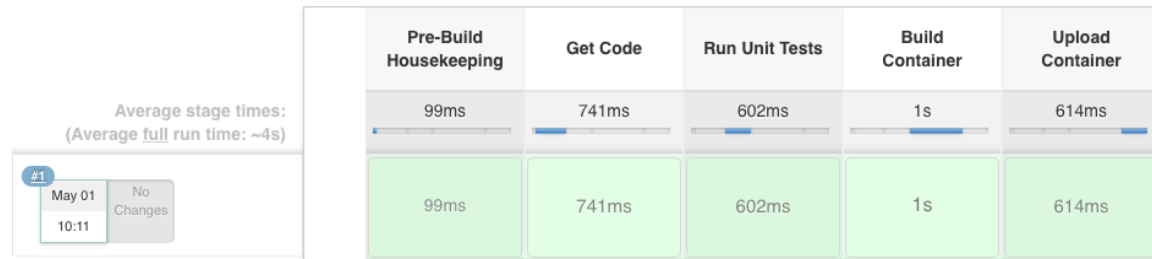 Pre-Build
Housekeeping
Get Code
Run Unit Tests
Build
Container
Upload
Container
Average stage times:
(Average full run time: ~4s)
99ms
741ms
602ms
1s
614ms
#1
May 01
10:11
No
Changes
99ms
741ms
602ms
1s
614ms